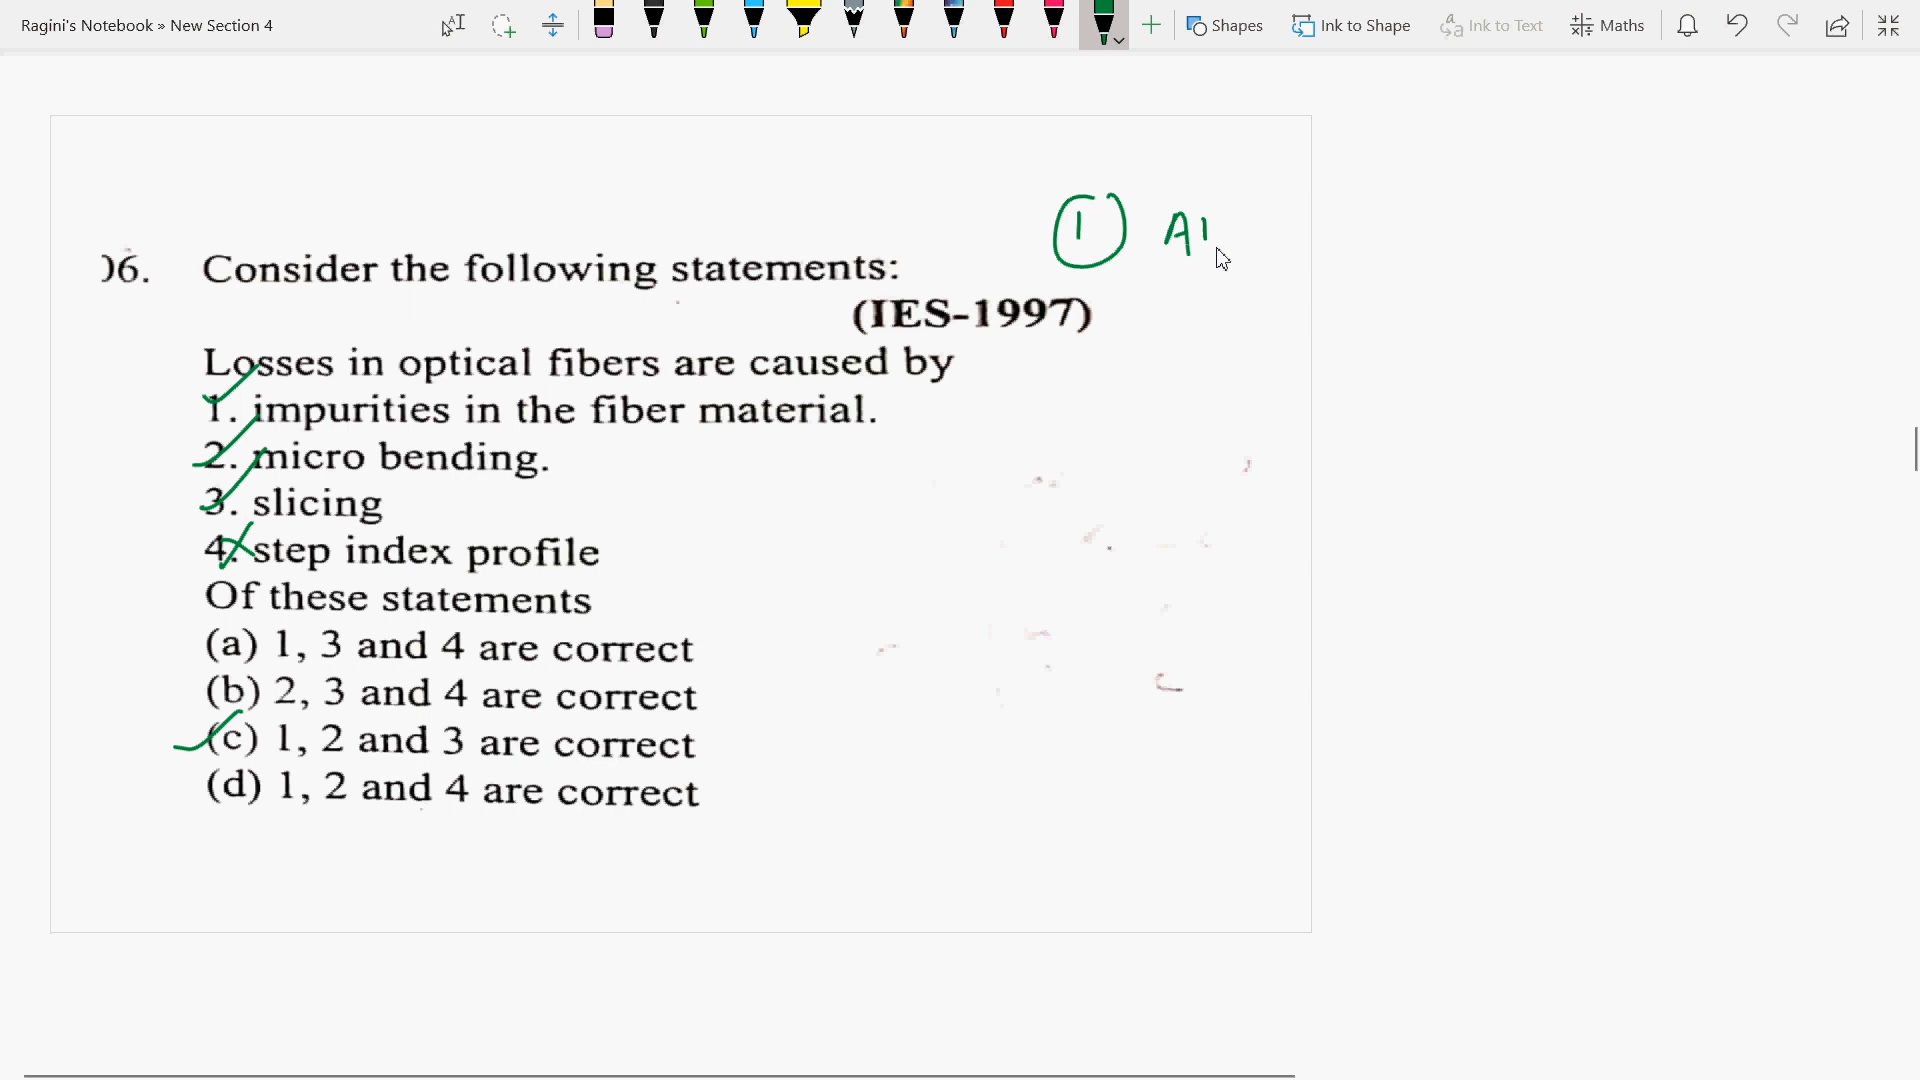 Ragini's Notebook » New Section 4
Shapes
Ink to Shape
Ink to Text
Maths
1 A
06. Consider the following statements:
(IES-1997)
Losses in optical fibers are caused by
1. impurities in the fiber material.
2. micro bending.
3. slicing
4. step index profile
Of these statements
(a) 1, 3 and 4 are correct
(b) 2, 3 and 4 are correct
(c) 1, 2 and 3 are correct
(d) 1, 2 and 4 are correct